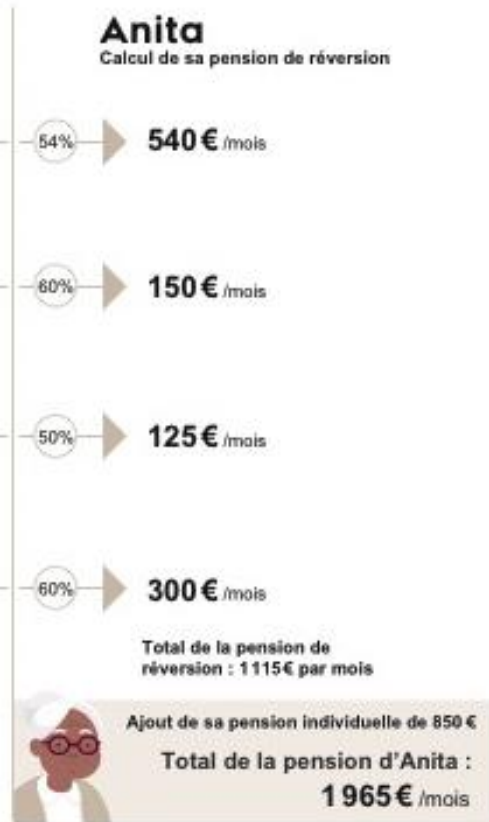 Anita
Calcul de sa pension de réversion
54% 540 € /mois
60% 150 € /mois
50% 125 € /mois
60% 300 € /mois
Total de la pension de
réversion : 1115€ par mois
Ajout de sa pension individuelle de 850 €
Total de la pension d'Anita :
1 965 € /mois